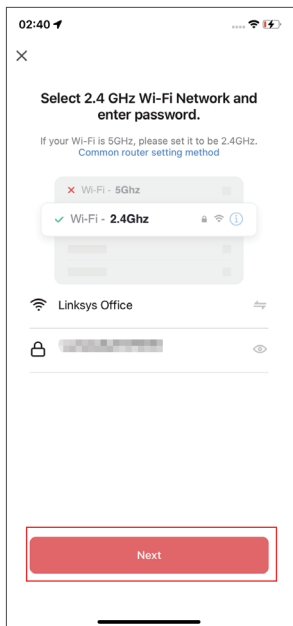 02:40
Select 2.4 GHz Wi-Fi Network and
enter password.
If your Wi-Fi is 5GHz, please set it to be 2.4GHz.
Common router setting method
Wi-Fi - 5Ghz
Wi-Fi - 2.4Ghz
Linksys Office
Next